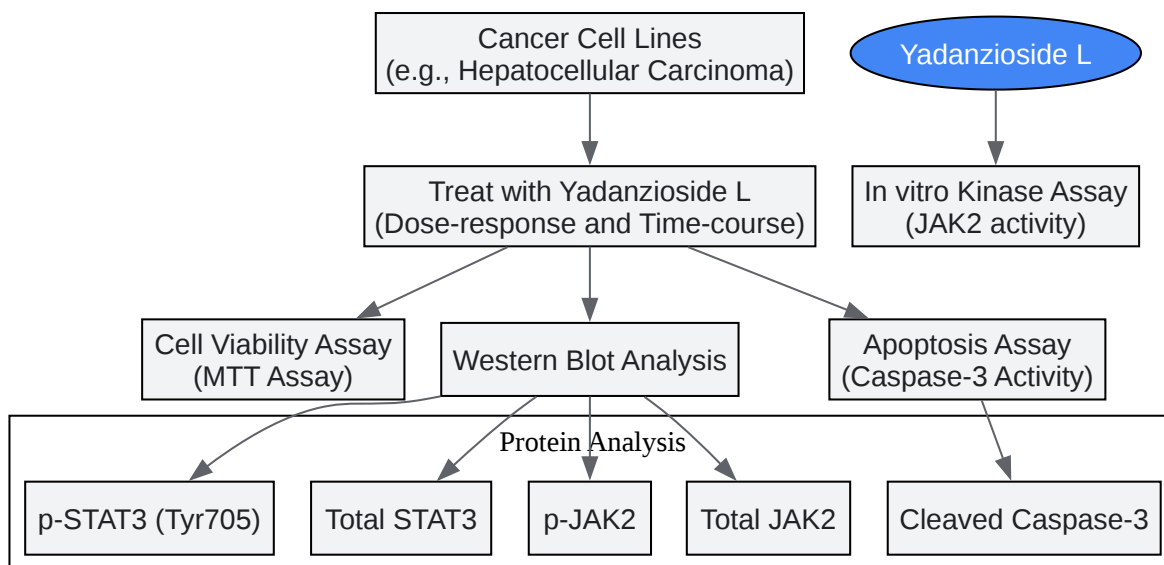 Cancer Cell Lines
(e.g., Hepatocellular Carcinoma)
Yadanzioside L
Treat with Yadanzioside L
(Dose-response and Time-course)
In vitro Kinase Assay
(JAK2 activity)
Cell Viability Assay
(MTT Assay)
Western Blot Analysis
Apoptosis Assay
(Caspase-3 Activity)
Protein Analysis
p-STAT3 (Tyr705)
Total STAT3
p-JAK2
Total JAK2
Cleaved Caspase-3